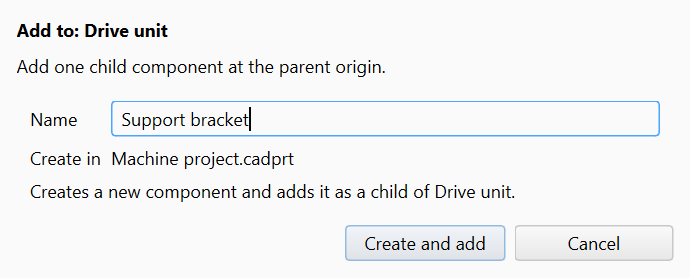 Add to: Drive unit
Add one child component at the parent origin.
Name Support bracket
Create in Machine project.cadprt
Creates a new component and adds it as a child of Drive unit.
Create and add Cancel